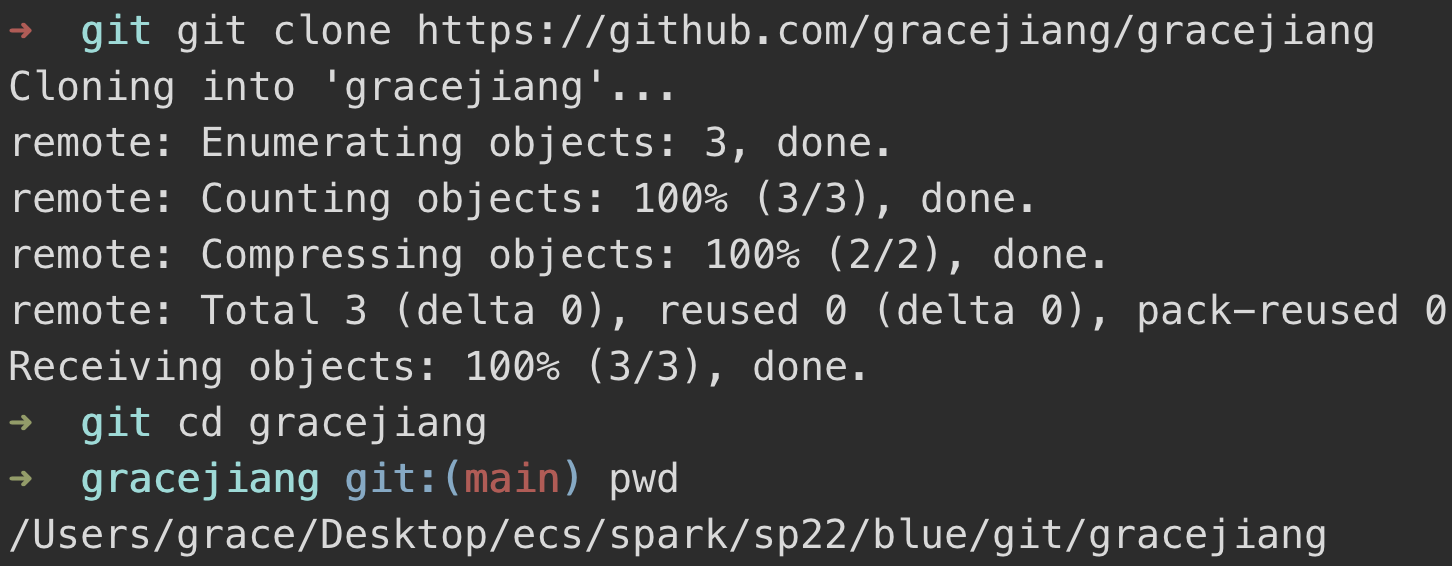 ➜  git git clone https://github.com/gracejiang/gracejiang
Cloning into 'gracejiang'...
remote: Enumerating objects: 3, done.
remote: Counting objects: 100% (3/3), done.
remote: Compressing objects: 100% (2/2), done.
remote: Total 3 (delta 0), reused 0 (delta 0), pack-reused 0
Receiving objects: 100% (3/3), done.
➜  git cd gracejiang
➜  gracejiang git:(main) pwd
/Users/grace/Desktop/ecs/spark/sp22/blue/git/gracejiang